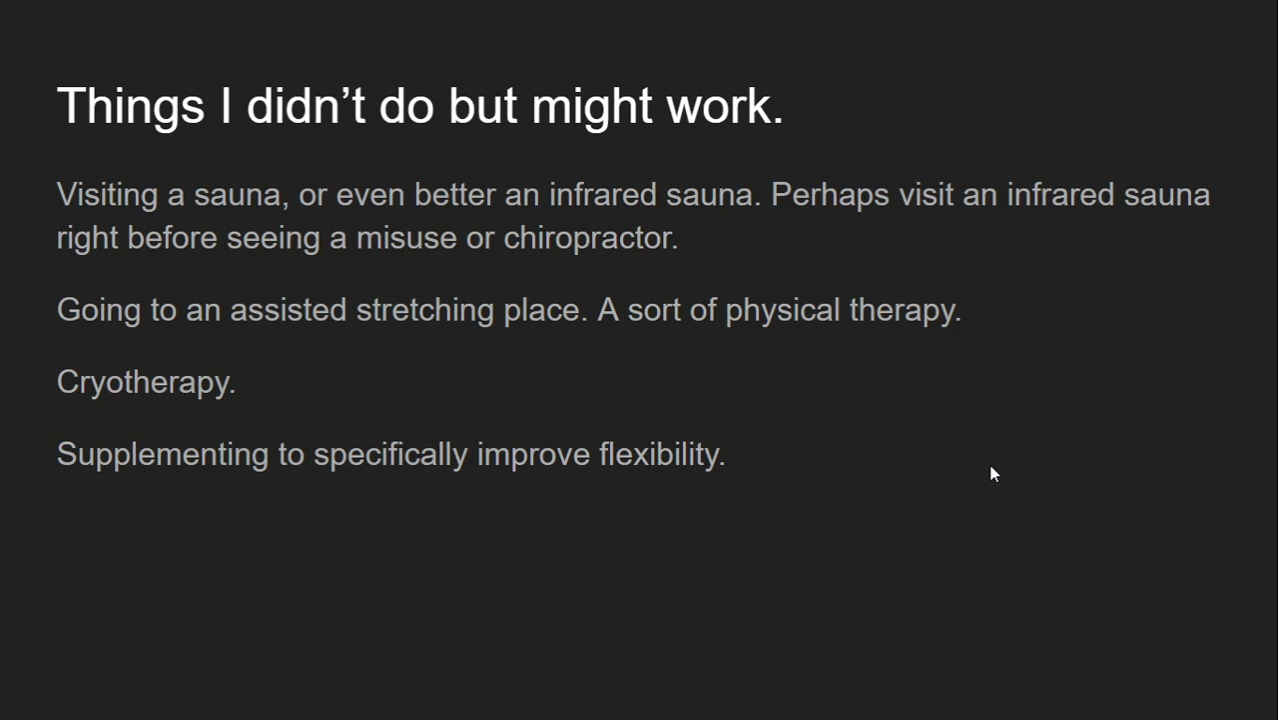 Things I didn’t do but might work.
Visiting a sauna, or even better an infrared sauna. Perhaps visit an infrared sauna
right before seeing a misuse or chiropractor.
Going to an assisted stretching place. A sort of physical therapy.
Cryotherapy.
Supplementing to specifically improve flexibility.